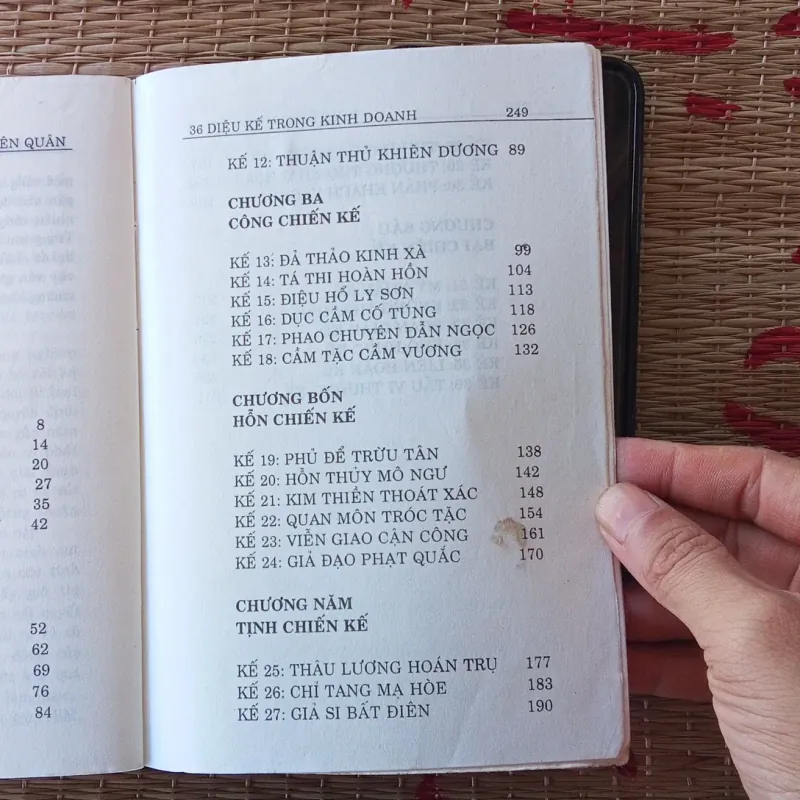 ÊN QUÂN
8
14
20
27
35
42
52
62
69
76
84
36 DIỆU KẾ TRONG KINH DOANH 249
KẾ 12: THUẬN THỦ KHIÊN DƯƠNG 89
CHƯƠNG BA
CÔNG CHIẾN KẾ
KẾ 13: ĐẢ THẢO KINH XÀ 99
KẾ 14: TÁ THI HOÀN HỒN 104
KẾ 15: ĐIỆU HỔ LY SƠN 113
KẾ 16: DỤC CẦM CỐ TÚNG 118
KẾ 17: PHAO CHUYÊN DẪN NGỌC 126
KẾ 18: CẦM TẶC CẦM VƯƠNG 132
CHƯƠNG BỐN
HỖN CHIẾN KẾ
KẾ 19: PHỦ ĐỂ TRỪU TÂN 138
KẾ 20: HỖN THỦY MÔ NGƯ 142
KẾ 21: KIM THIỀN THOÁT XÁC 148
KẾ 22: QUAN MÔN TRÓC TẶC 154
KẾ 23: VIỄN GIAO CẬN CÔNG 161
KẾ 24: GIẢ ĐẠO PHẠT QUẮC 170
CHƯƠNG NĂM
TỊNH CHIẾN KẾ
KẾ 25: THÂU LƯƠNG HOÁN TRỤ 177
KẾ 26: CHỈ TANG MẠ HÒE 183
KẾ 27: GIẢ SI BẤT ĐIÊN 190